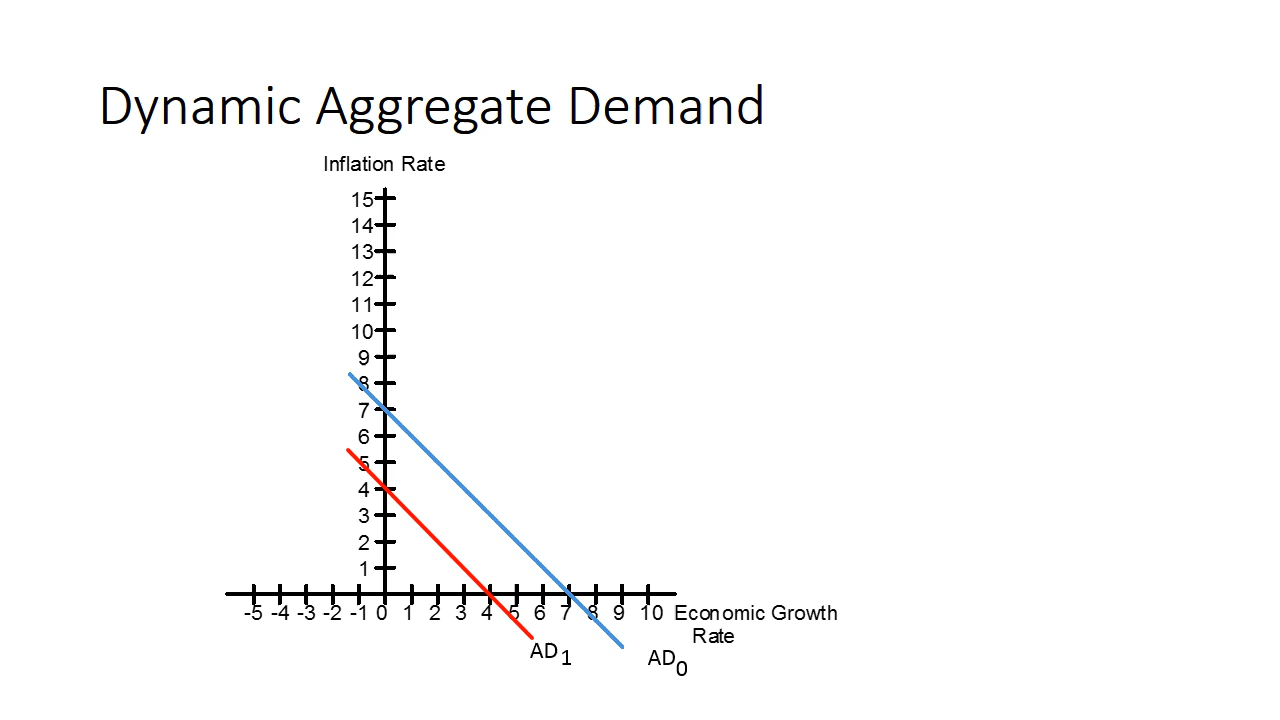 Dynamic Aggregate Demand
Inflation Rate
15
14
13
12
11
10
9
8
7
6
5
4
3
2
1
-5 -4 -3 -2 -1 0 1 2 3 4 5 6 7 8 9 10 Economic Growth
Rate
AD1
AD0